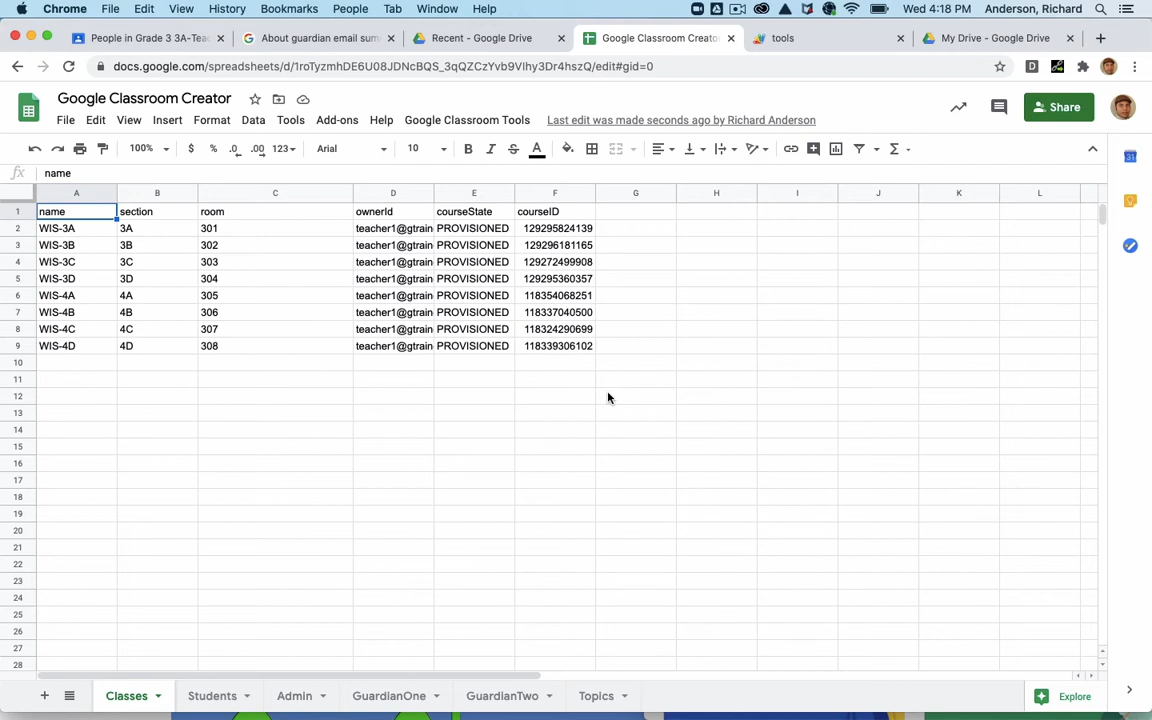 Chrome File Edit View History Bookmarks People Tab Window Help Wed 4:18 PM Anderson, Richard
People in Grade 3 3A-Tea Google About guardian email sum Recent - Google Drive Google Classroom Creato tools My Drive - Google Drive
docs.google.com/spreadsheets/d/1roTyzmhDE6U08JDNcBQS_3qQZCzYvb9VIhy3Dr4hszQ/edit#gid=0
Google Classroom Creator
Share
File Edit View Insert Format Data Tools Add-ons Help Google Classroom Tools Last edit was made seconds ago by Richard Anderson
100% $ % .0 .00 123 Arial 10 B I S A
fx name
A B C D E F G H I J K L
1 name section room ownerId courseState courseID
2 WIS-3A 3A 301 teacher1@gtrain PROVISIONED 129295824139
3 WIS-3B 3B 302 teacher1@gtrain PROVISIONED 129296181165
4 WIS-3C 3C 303 teacher1@gtrain PROVISIONED 129272499908
5 WIS-3D 3D 304 teacher1@gtrain PROVISIONED 129295360357
6 WIS-4A 4A 305 teacher1@gtrain PROVISIONED 118354068251
7 WIS-4B 4B 306 teacher1@gtrain PROVISIONED 118337040500
8 WIS-4C 4C 307 teacher1@gtrain PROVISIONED 118324290699
9 WIS-4D 4D 308 teacher1@gtrain PROVISIONED 118339306102
10
11
12
13
14
15
16
17
18
19
20
21
22
23
24
25
26
27
28
Classes Students Admin GuardianOne GuardianTwo Topics Explore